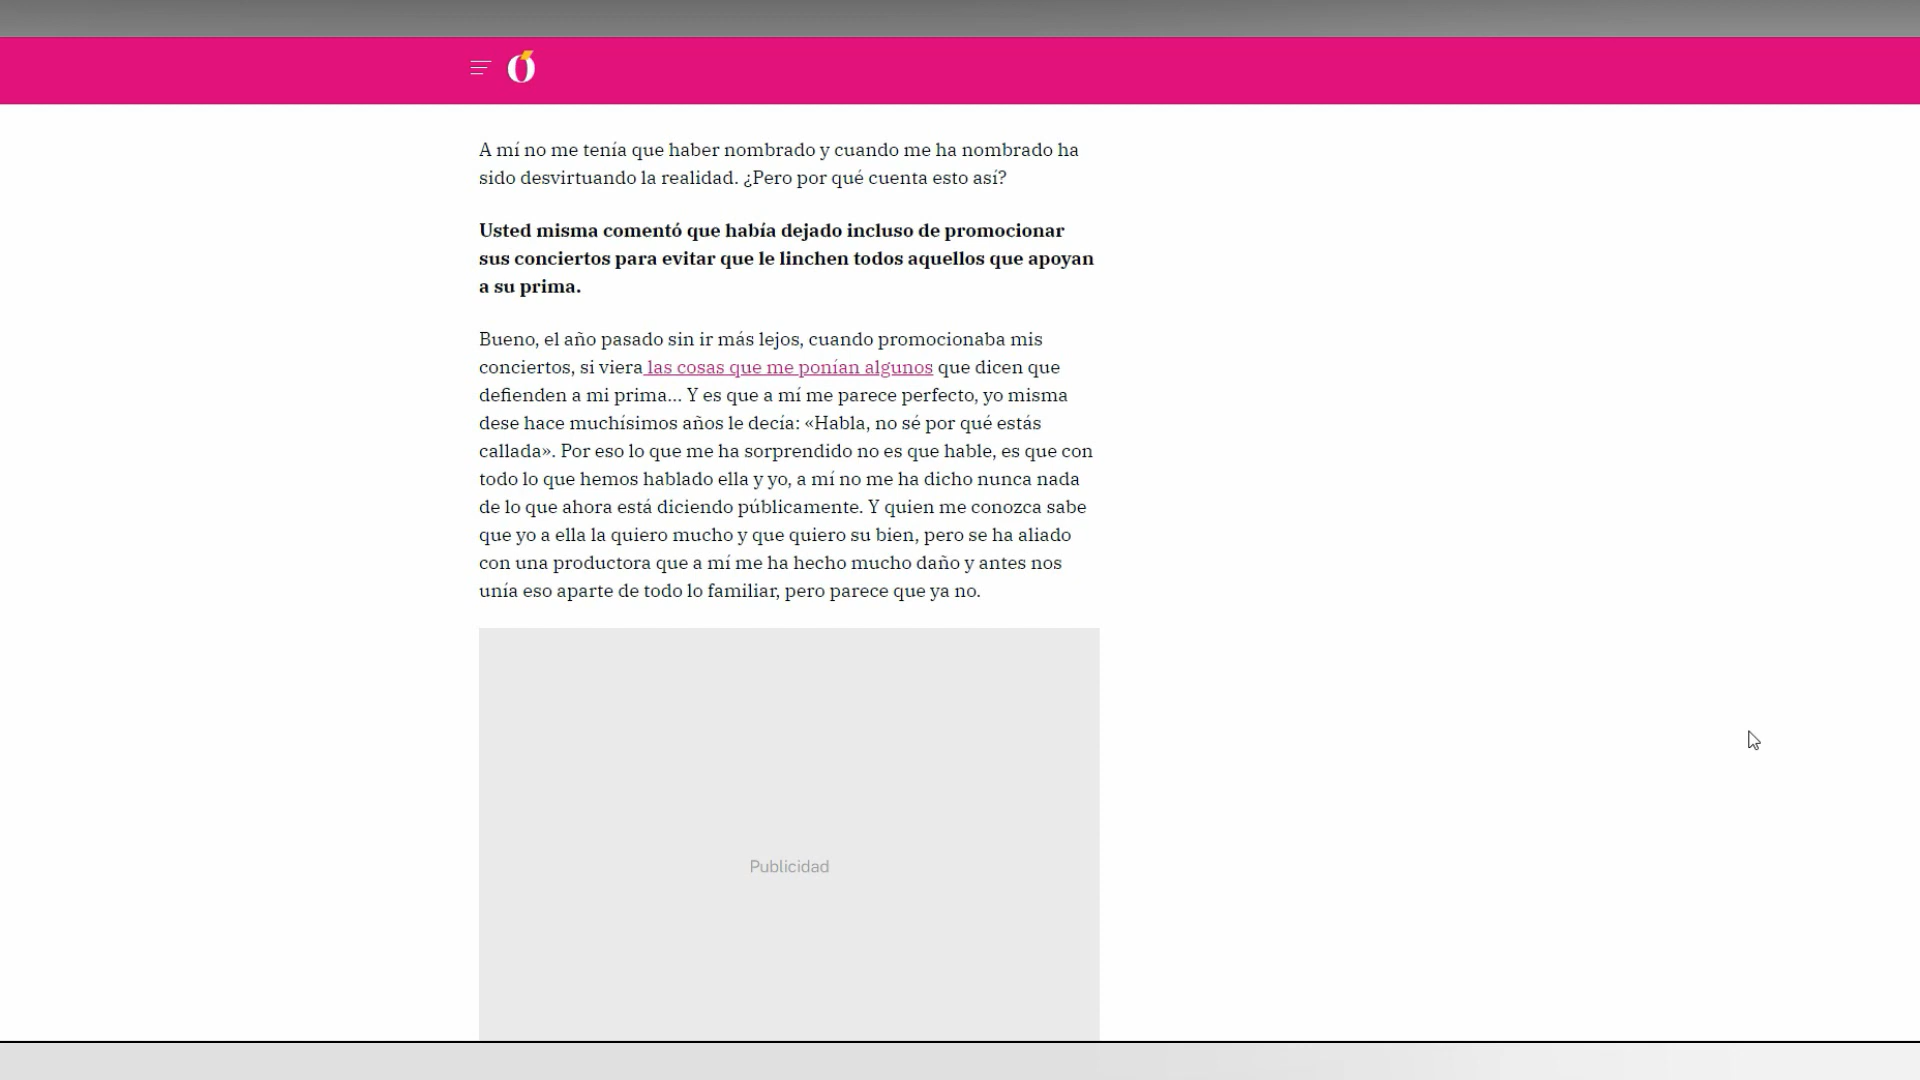 Ó
A mí no me tenía que haber nombrado y cuando me ha nombrado ha
sido desvirtuando la realidad. ¿Pero por qué cuenta esto así?
Usted misma comentó que había dejado incluso de promocionar
sus conciertos para evitar que le linchen todos aquellos que apoyan
a su prima.
Bueno, el año pasado sin ir más lejos, cuando promocionaba mis
conciertos, si viera las cosas que me ponían algunos que dicen que
defienden a mi prima... Y es que a mí me parece perfecto, yo misma
dese hace muchísimos años le decía: «Habla, no sé por qué estás
callada». Por eso lo que me ha sorprendido no es que hable, es que con
todo lo que hemos hablado ella y yo, a mí no me ha dicho nunca nada
de lo que ahora está diciendo públicamente. Y quien me conozca sabe
que yo a ella la quiero mucho y que quiero su bien, pero se ha aliado
con una productora que a mí me ha hecho mucho daño y antes nos
unía eso aparte de todo lo familiar, pero parece que ya no.
Publicidad